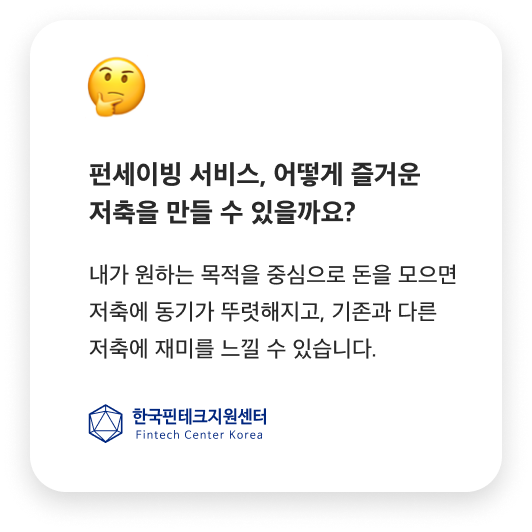 펀세이빙 서비스, 어떻게 즐거운
저축을 만들 수 있을까요?
내가 원하는 목적을 중심으로 돈을 모으면
저축에 동기가 뚜렷해지고, 기존과 다른
저축에 재미를 느낄 수 있습니다.
한국핀테크지원센터
Fintech Center Korea